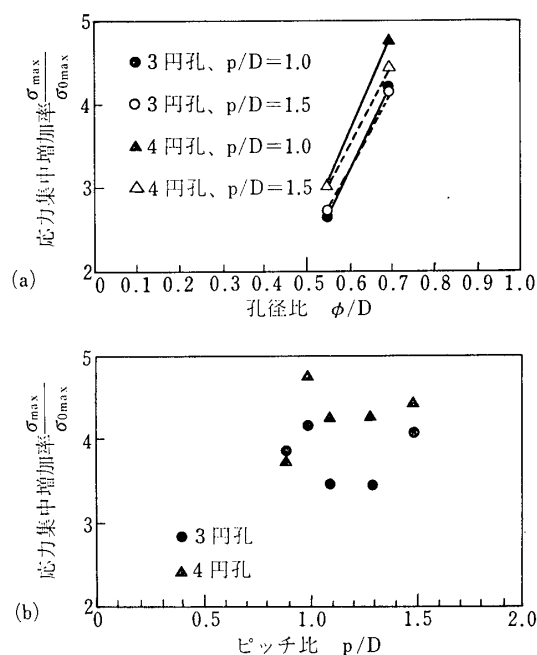 応力集中増加率 σmax/σ0max
5
4
3
2
● 3 円孔、p/D=1.0
○ 3 円孔、p/D=1.5
▲ 4 円孔、p/D=1.0
△ 4 円孔、p/D=1.5
(a)
0 0.1 0.2 0.3 0.4 0.5 0.6 0.7 0.8 0.9 1.0
孔径比 φ/D
応力集中増加率 σmax/σ0max
5
4
3
2
● 3 円孔
▲ 4 円孔
(b)
0 0.5 1.0 1.5 2.0
ピッチ比 p/D